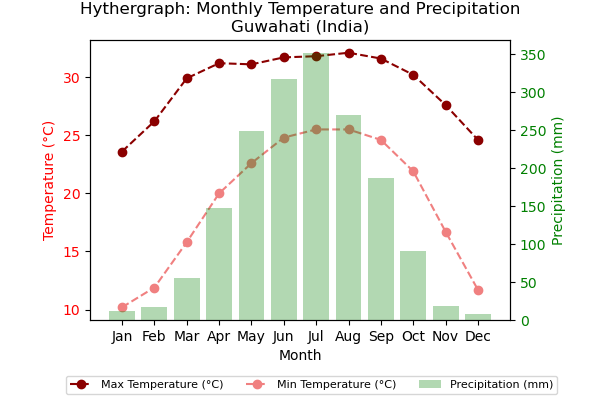 Hythergraph: Monthly Temperature and Precipitation
Guwahati (India)
Temperature (°C)
30
25
20
15
10
Precipitation (mm)
350
300
250
200
150
100
50
0
Jan Feb Mar Apr May Jun Jul Aug Sep Oct Nov Dec
Month
Max Temperature (°C) Min Temperature (°C) Precipitation (mm)